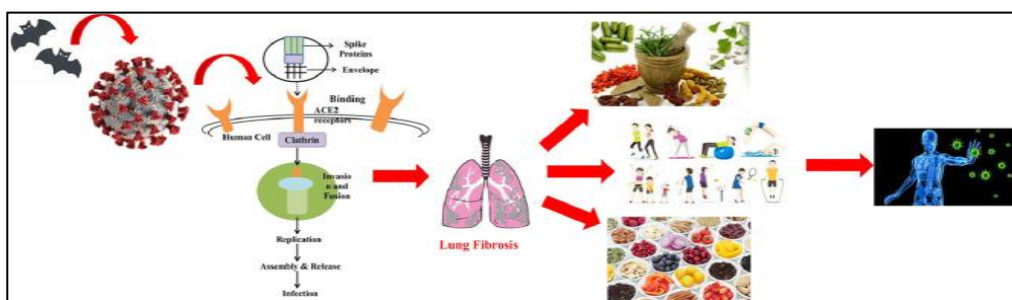 Spike
Proteins
Envelope
Binding
ACE2
receptors
Human Cell
Clathrin
Invasio
n and
Fusion
Replication
Assembly & Release
Infection
Lung Fibrosis